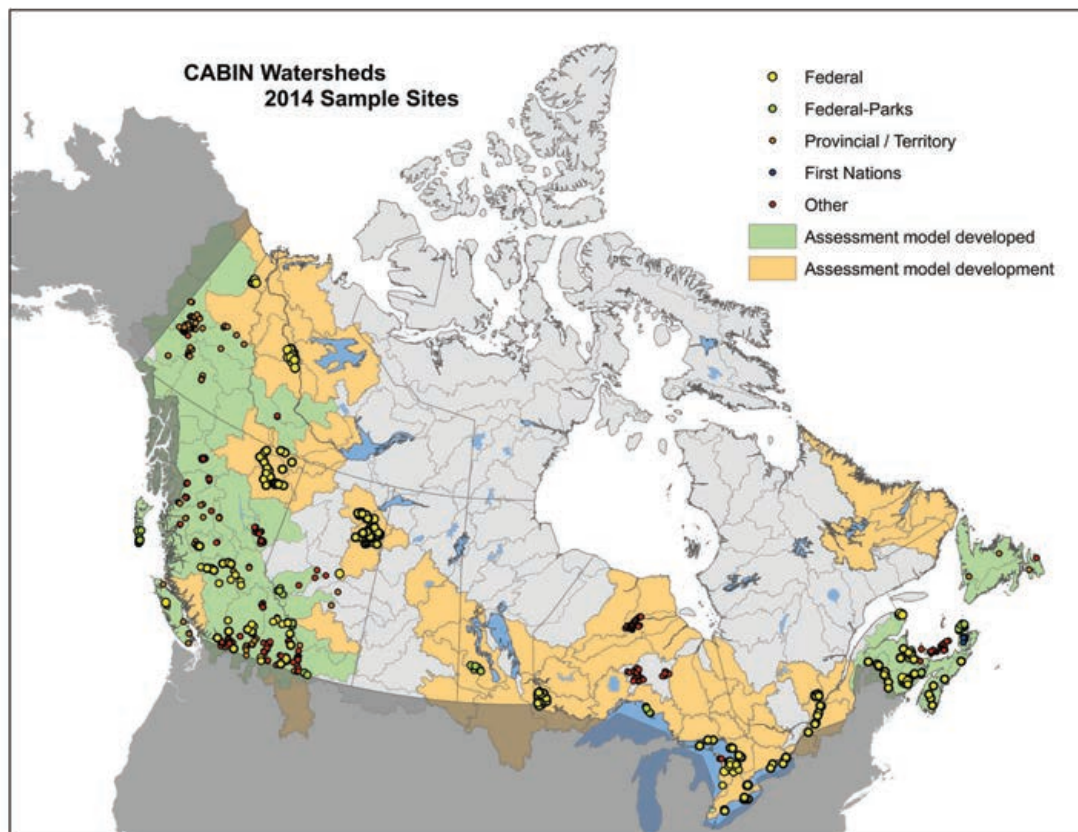 CABIN Watersheds
2014 Sample Sites
Federal
Federal-Parks
Provincial / Territory
First Nations
Other
Assessment model developed
Assessment model development